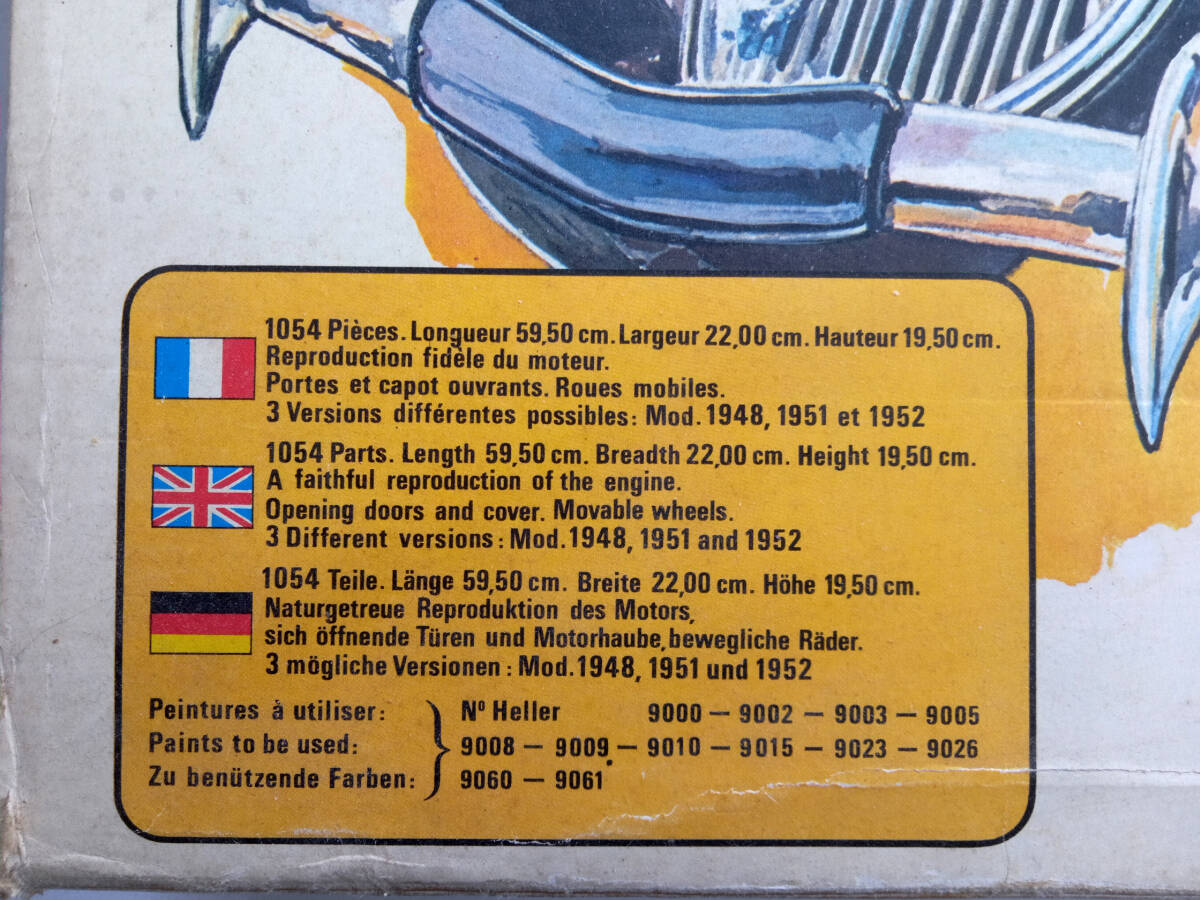 1054 Pièces. Longueur 59,50 cm. Largeur 22,00 cm. Hauteur 19,50 cm.
Reproduction fidèle du moteur.
Portes et capot ouvrants. Roues mobiles.
3 Versions différentes possibles: Mod. 1948, 1951 et 1952
1054 Parts. Length 59,50 cm. Breadth 22,00 cm. Height 19,50 cm.
A faithful reproduction of the engine.
Opening doors and cover. Movable wheels.
3 Different versions: Mod. 1948, 1951 and 1952
1054 Teile. Länge 59,50 cm. Breite 22,00 cm. Höhe 19,50 cm.
Naturgetreue Reproduktion des Motors,
sich öffnende Türen und Motorhaube, bewegliche Räder.
3 mögliche Versionen: Mod. 1948, 1951 und 1952
Peintures à utiliser: Nº Heller 9000 — 9002 — 9003 — 9005
Paints to be used: 9008 — 9009 — 9010 — 9015 — 9023 — 9026
Zu benützende Farben: 9060 — 9061